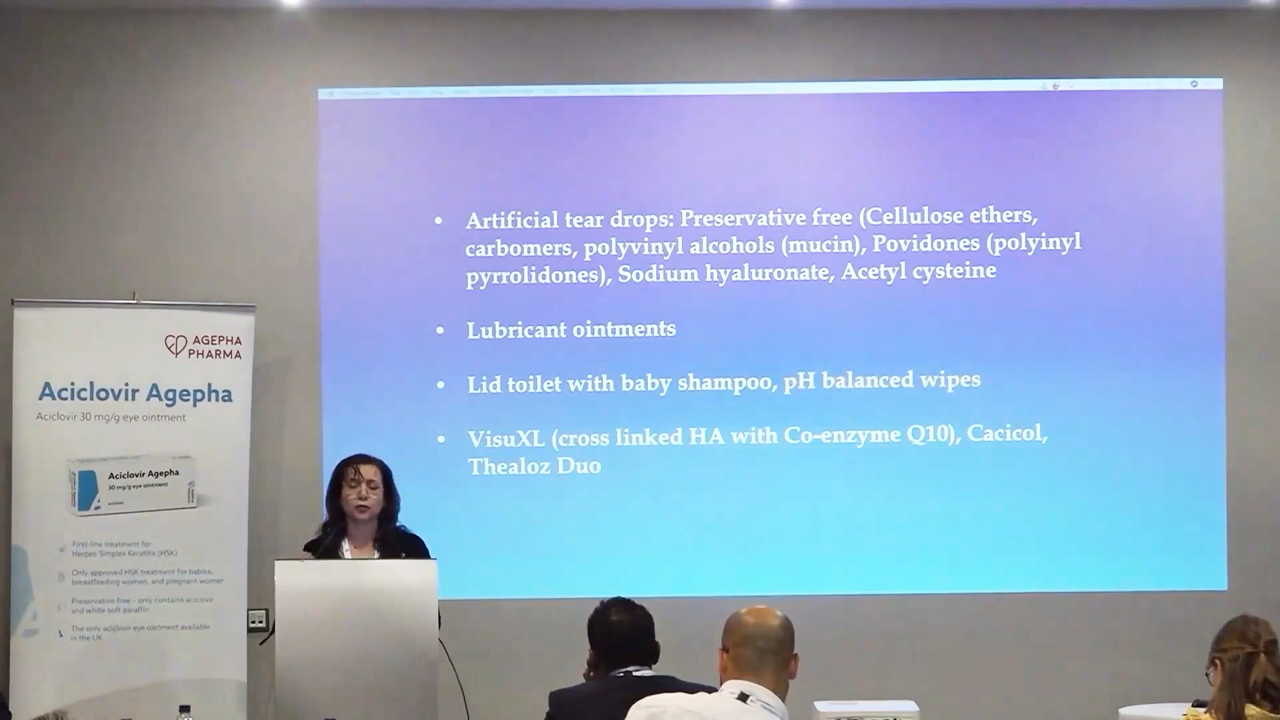 AGEPHA
PHARMA
Aciclovir Agepha
Aciclovir 30 mg/g eye ointment
Aciclovir Agepha
30 mg/g eye ointment
First-line treatment for
Herpes Simplex Keratitis (HSK)
Only approved HSK treatment for babies,
breastfeeding women, and pregnant women
Preservative-free – only contains aciclovir
and white soft paraffin
The only aciclovir eye ointment available
in the UK
• Artificial tear drops: Preservative free (Cellulose ethers,
carbomers, polyvinyl alcohols (mucin), Povidones (polyinyl
pyrrolidones), Sodium hyaluronate, Acetyl cysteine
• Lubricant ointments
• Lid toilet with baby shampoo, pH balanced wipes
• VisuXL (cross linked HA with Co-enzyme Q10), Cacicol,
Thealoz Duo